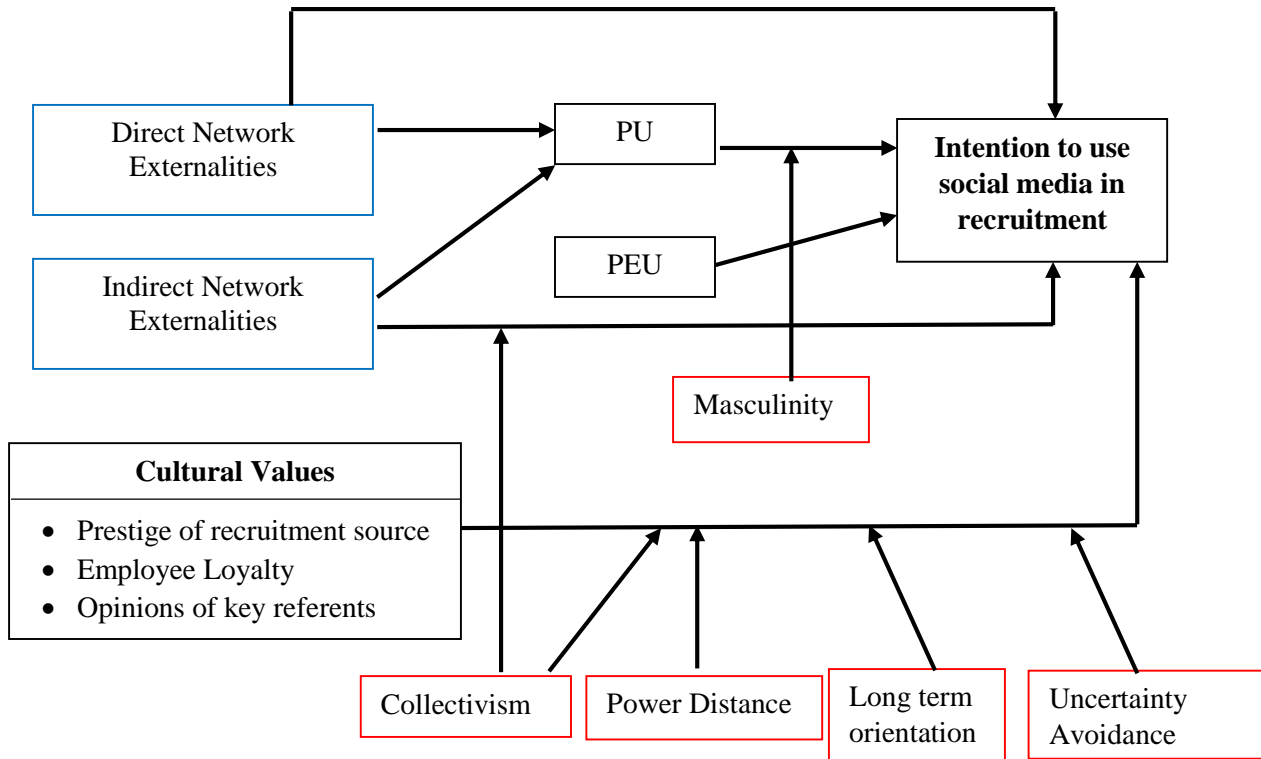 Direct Network
Externalities
PU
Intention to use
social media in
recruitment
PEU
Indirect Network
Externalities
Masculinity
Cultural Values
• Prestige of recruitment source
• Employee Loyalty
• Opinions of key referents
Collectivism
Power Distance
Long term
orientation
Uncertainty
Avoidance